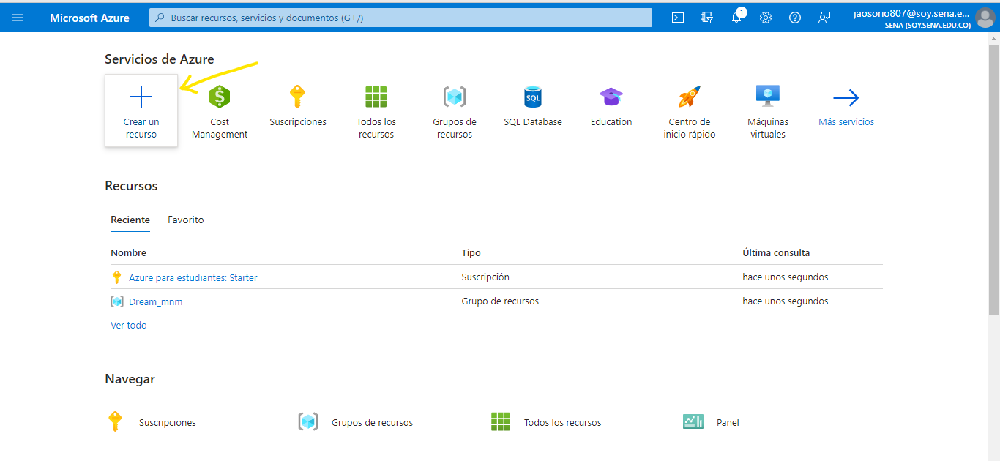 Microsoft Azure
Buscar recursos, servicios y documentos (G+/)
1
jaosorio807@soy.sena.e...
SENA (SOY.SENA.EDU.CO)
Servicios de Azure
Crear un
recurso
Cost
Management
Suscripciones
Todos los
recursos
Grupos de
recursos
SQL
SQL Database
Education
Centro de
inicio rápido
Máquinas
virtuales
Más servicios
Recursos
Reciente Favorito
Nombre Tipo Última consulta
Azure para estudiantes: Starter Suscripción hace unos segundos
Dream_mnm Grupo de recursos hace unos segundos
Ver todo
Navegar
Suscripciones Grupos de recursos Todos los recursos Panel